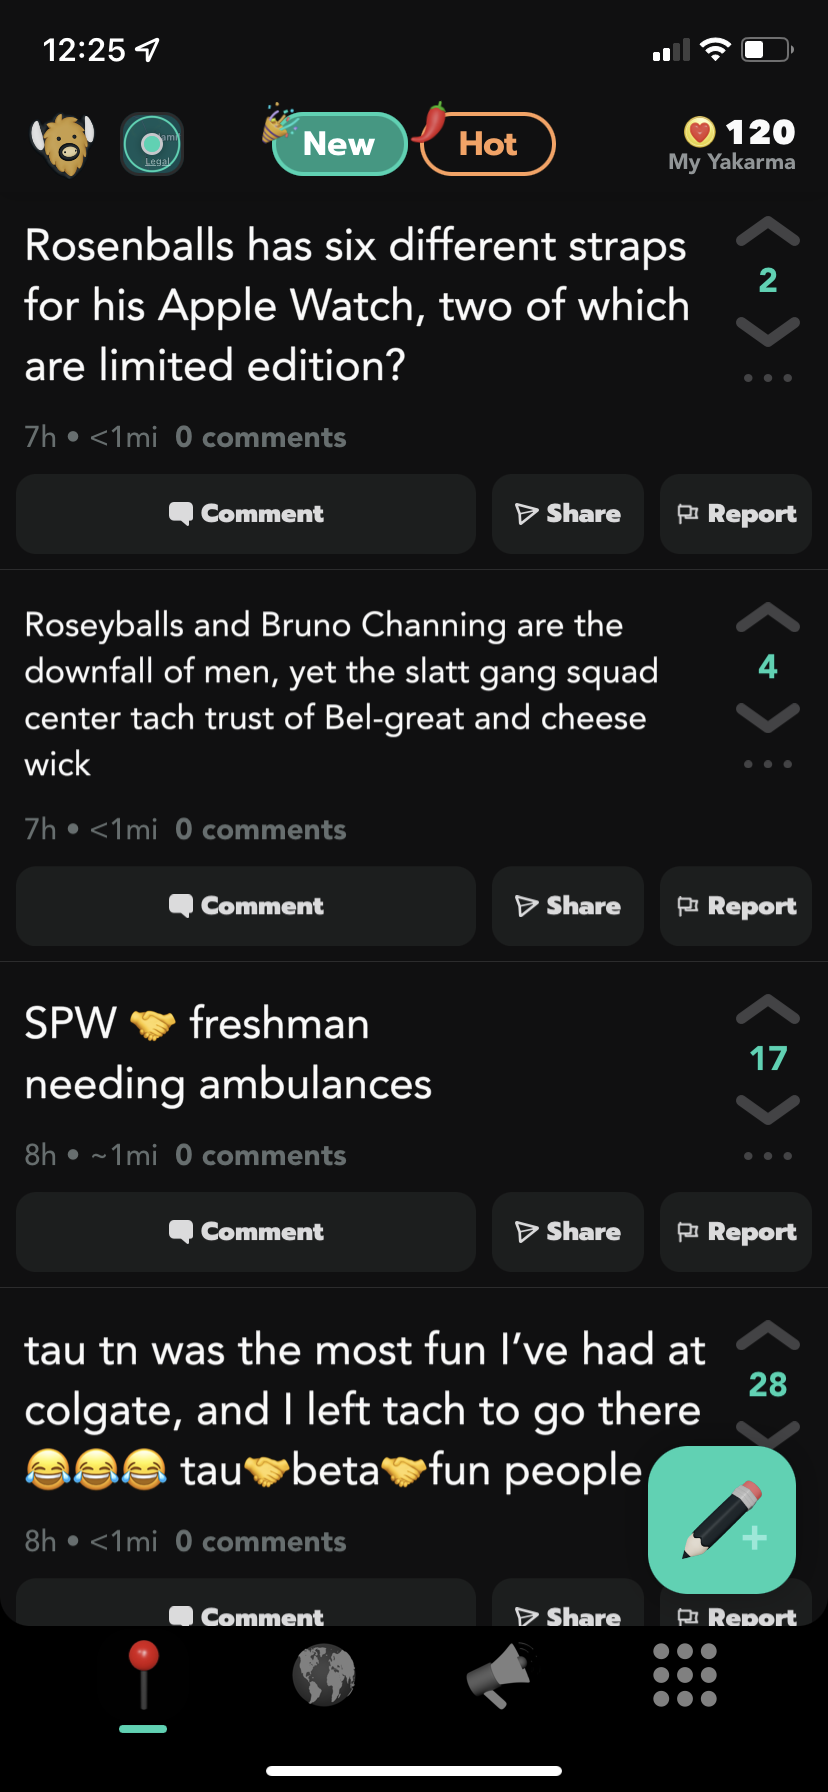 12:25
New
Hot
120
My Yakarma
Legal
Rosenballs has six different straps
for his Apple Watch, two of which
are limited edition?
2
7h • <1mi 0 comments
Comment
Share
Report
Roseyballs and Bruno Channing are the
downfall of men, yet the slatt gang squad
center tach trust of Bel-great and cheese
wick
4
7h • <1mi 0 comments
Comment
Share
Report
SPW 🤝 freshman
needing ambulances
17
8h • ~1mi 0 comments
Comment
Share
Report
tau tn was the most fun I’ve had at
colgate, and I left tach to go there
😂😂😂 tau🤝beta🤝fun people
28
8h • <1mi 0 comments
Comment
Share
Report